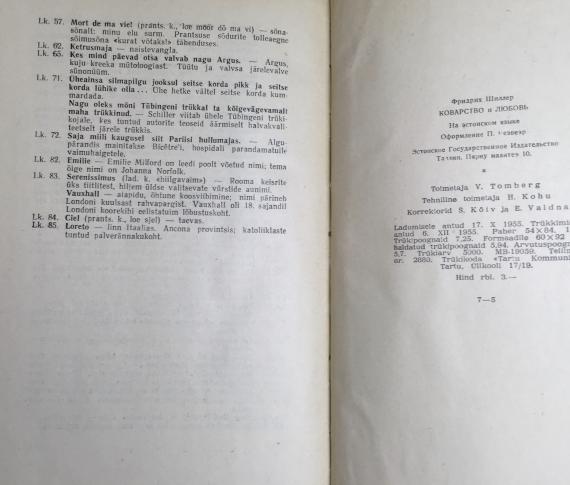 Lk. 57. Mort de ma vie! (prants. k., loe mòòr dö ma vi) — sõna-
sõnalt: minu elu surm. Prantsuse sõdurite tolleaegne
sõimusõna «kurat võtaks!» tähenduses.
Lk. 62. Ketrusmaja — naistevangla.
Lk. 65. Kes mind päevad otsa valvab nagu Argus. — Argus,
kuju kreeka mütoloogiast. Tüütu ja valvsa järelevalve
sünonüüm.
Lk. 71. Üheainsa silmapilgu jooksul seitse korda pikk ja seitse
korda lühike olla... Ühe hetke vältel seitse korda kum-
mardada.
Nagu oleks mõni Tübingeni trükkal ta kõigevägevamalt
maha trükkinud. — Schiller viitab ühele Tübingeni trüki-
kojale, kes tuntud autorite teoseid äärmiselt halvakvali-
teetselt järele trükkis.
Lk. 72. Saja miili kaugusel siit Pariisi hullumajas. — Algu-
pärandis mainitakse Bicêtre'i, hospidali parandamatuile
vaimuhaigetele.
Lk. 82. Emilie — Emilie Milford on leedi poolt võetud nimi; tema
õige nimi on Johanna Norfolk.
Lk. 83. Serenissimus (lad. k. «hiilgavaim») — Rooma keisrite
üks tiitlitest, hiljem üldse valitsevate vürstide aunimi.
Vauxhall — aiapidu, õhtune koosviibimine; nimi pärineb
Londoni kuulsast rahvapargist. Vauxhall oli 18. sajandil
Londoni koorekihi eelistatuim lõbustuskoht.
Lk. 84. Ciel (prants. k., loe sjel) — taevas.
Lk. 85. Loreto — linn Itaalias, Ancona provintsis; katoliiklaste
tuntud palverännakukoht.
Фридрих Шиллер
КОВАРСТВО и ЛЮБОВЬ
На эстонском языке
Оформление П.
Эстонское Государственное Издательство
Таллин, Пярну маантеэ 10.
*
Toimetaja V. Tomberg
Tehniline toimetaja H. Kohu
Korrektorid S. Kõiv ja E. Valdna
Ladumisele antud 17. X 1955. Trükkimi
antud 6. XII 1955. Paber 54×84, 1
Trükipoognaid 7,25. Formaadile 60×92
haldatud trükipoognaid 5,94. Arvutuspoogn
5,7. Trükiarv 5000. MB-19059. Tellin
nr. 2680. Trükikoda «Tartu Kommuni
Tartu, Ülikooli 17/19.
Hind rbl. 3.—
7—5